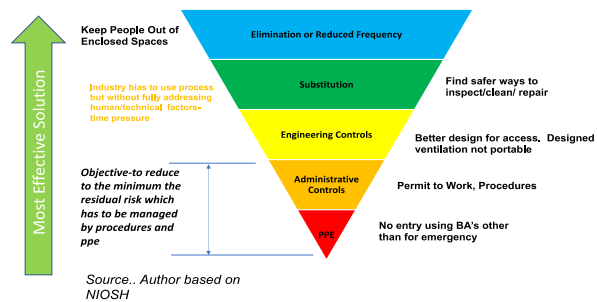 Keep People Out of
Enclosed Spaces
Elimination or Reduced Frequency
Substitution
Find safer ways to
inspect/clean/ repair
Industry bias to use process
but without fully addressing
human/technical factors-
time pressure
Engineering Controls
Better design for access. Designed
ventilation not portable
Objective-to reduce
to the minimum the
residual risk which
has to be managed
by procedures and
ppe
Administrative
Controls
Permit to Work, Procedures
PPE
No entry using BA's other
than for emergency
Most Effective Solution
Source.. Author based on
NIOSH